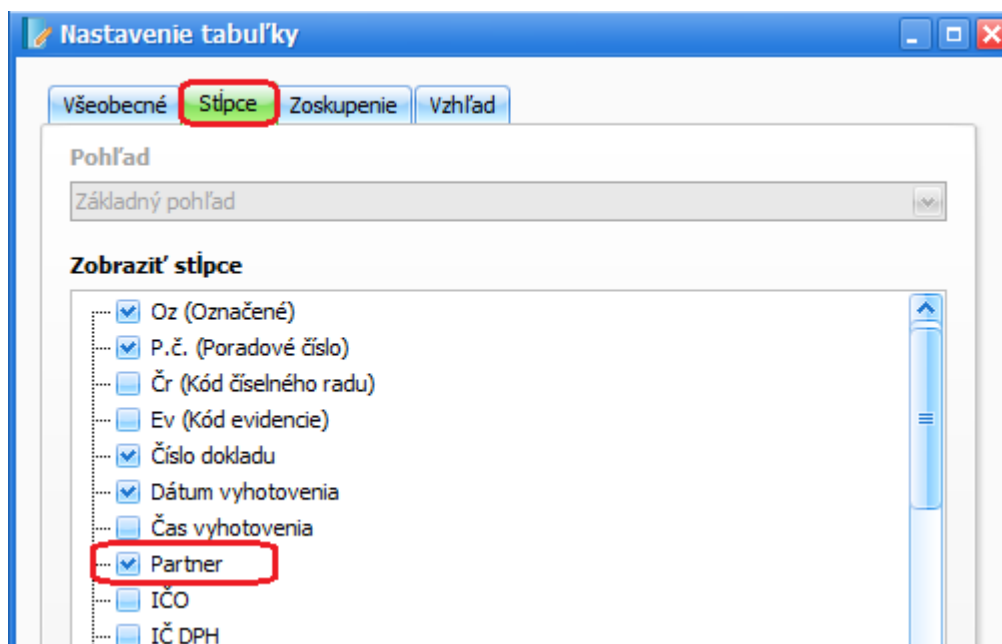 Nastavenie tabuľky
Všeobecné Stĺpce Zoskupenie Vzhľad
Pohľad
Základný pohľad
Zobraziť stĺpce
Oz (Označené)
P.č. (Poradové číslo)
Čr (Kód číselného radu)
Ev (Kód evidencie)
Číslo dokladu
Dátum vyhotovenia
Čas vyhotovenia
Partner
IČO
IČ DPH